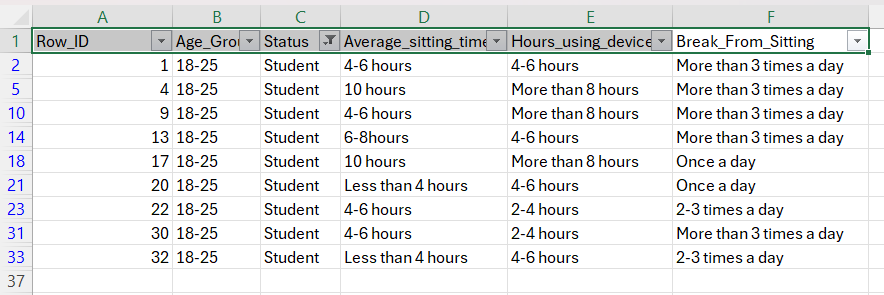 A B C D E F
1 Row_ID Age_Grou Status Average_sitting_time Hours_using_device Break_From_Sitting
2 1 18-25 Student 4-6 hours 4-6 hours More than 3 times a day
5 4 18-25 Student 10 hours More than 8 hours More than 3 times a day
10 9 18-25 Student 4-6 hours More than 8 hours More than 3 times a day
14 13 18-25 Student 6-8hours 4-6 hours More than 3 times a day
18 17 18-25 Student 10 hours More than 8 hours Once a day
21 20 18-25 Student Less than 4 hours 4-6 hours Once a day
23 22 18-25 Student 4-6 hours 2-4 hours 2-3 times a day
31 30 18-25 Student 4-6 hours 2-4 hours More than 3 times a day
33 32 18-25 Student Less than 4 hours 4-6 hours 2-3 times a day
37